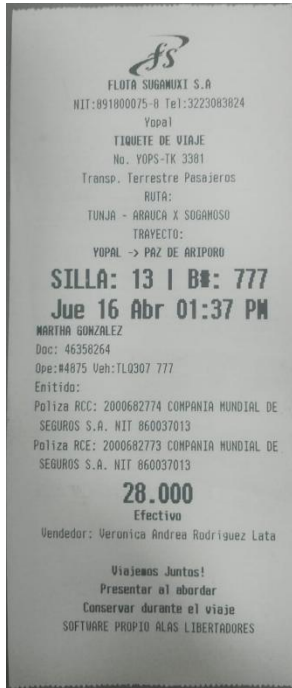 fs
FLOTA SUGAMUXI S.A
NIT:891800075-8 Tel:3223083824
Yopal
TIQUETE DE VIAJE
No. YOPS-TK 3381
Transp. Terrestre Pasajeros
RUTA:
TUNJA - ARAUCA X SOGAMOSO
TRAYECTO:
YOPAL -> PAZ DE ARIPORO
SILLA: 13 | B#: 777
Jue 16 Abr 01:37 PM
MARTHA GONZALEZ
Doc: 46358264
Ope:#4875 Veh:TLQ307 777
Emitido:
Poliza RCC: 2000682774 COMPANIA MUNDIAL DE
SEGUROS S.A. NIT 860037013
Poliza RCE: 2000682773 COMPANIA MUNDIAL DE
SEGUROS S.A. NIT 860037013
28.000
Efectivo
Vendedor: Veronica Andrea Rodriguez Lata
Viajemos Juntos!
Presentar al abordar
Conservar durante el viaje
SOFTWARE PROPIO ALAS LIBERTADORES